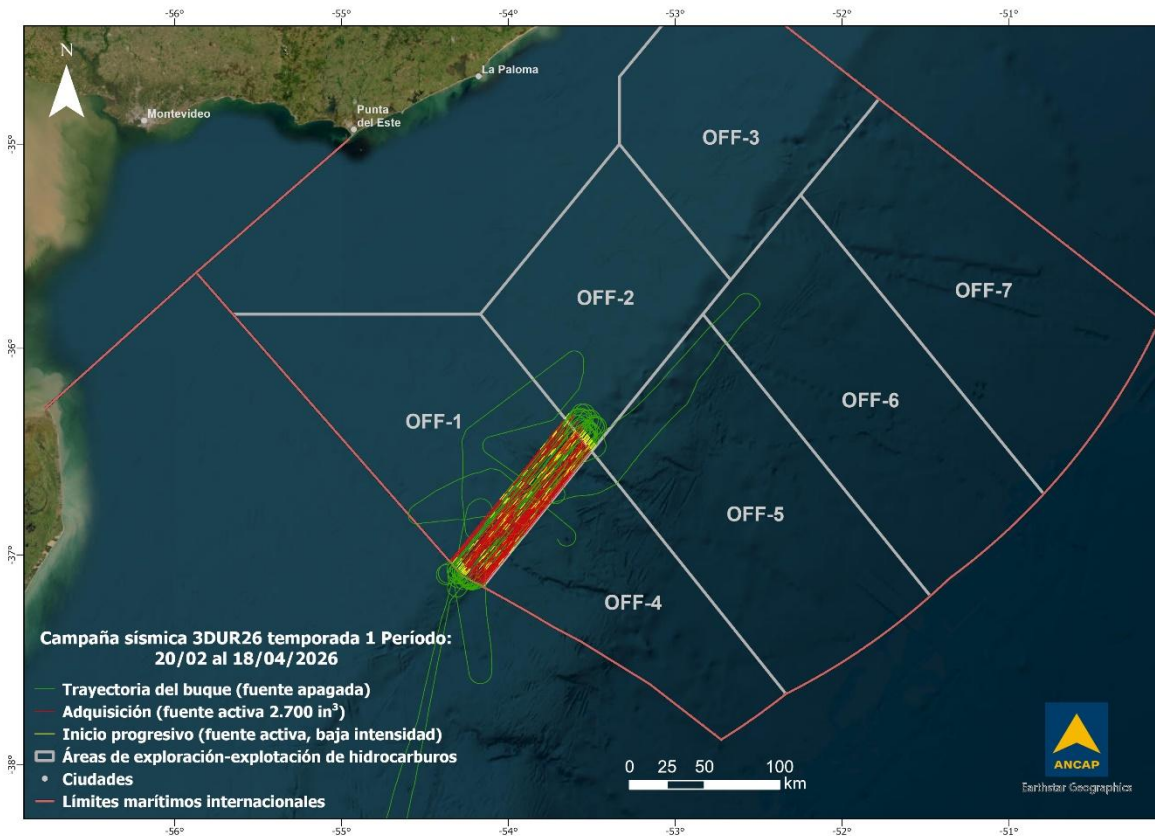 -56°
-55°
-54°
-53°
-52°
-51°
N
La Paloma
Montevideo
Punta
del Este
-35°
-35°
OFF-3
OFF-2
OFF-7
-36°
-36°
OFF-1
OFF-6
OFF-5
-37°
-37°
OFF-4
Campaña sísmica 3DUR26 temporada 1 Período:
20/02 al 18/04/2026
Trayectoria del buque (fuente apagada)
Adquisición (fuente activa 2.700 in³)
Inicio progresivo (fuente activa, baja intensidad)
Áreas de exploración-explotación de hidrocarburos
Ciudades
Límites marítimos internacionales
-38°
-38°
0 25 50 100
km
ANCAP
Earthstar Geographics
-56°
-55°
-54°
-53°
-52°
-51°